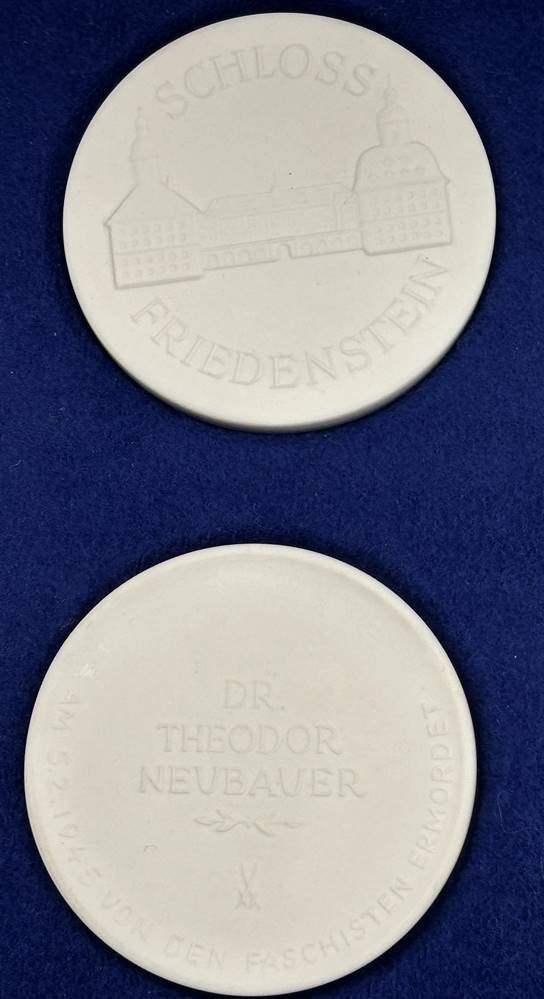 SCHLOSS
FRIEDENSTEIN
DR.
THEODOR
NEUBAUER
AM 5.2.1945 VON DEN FASCHISTEN ERMORDET